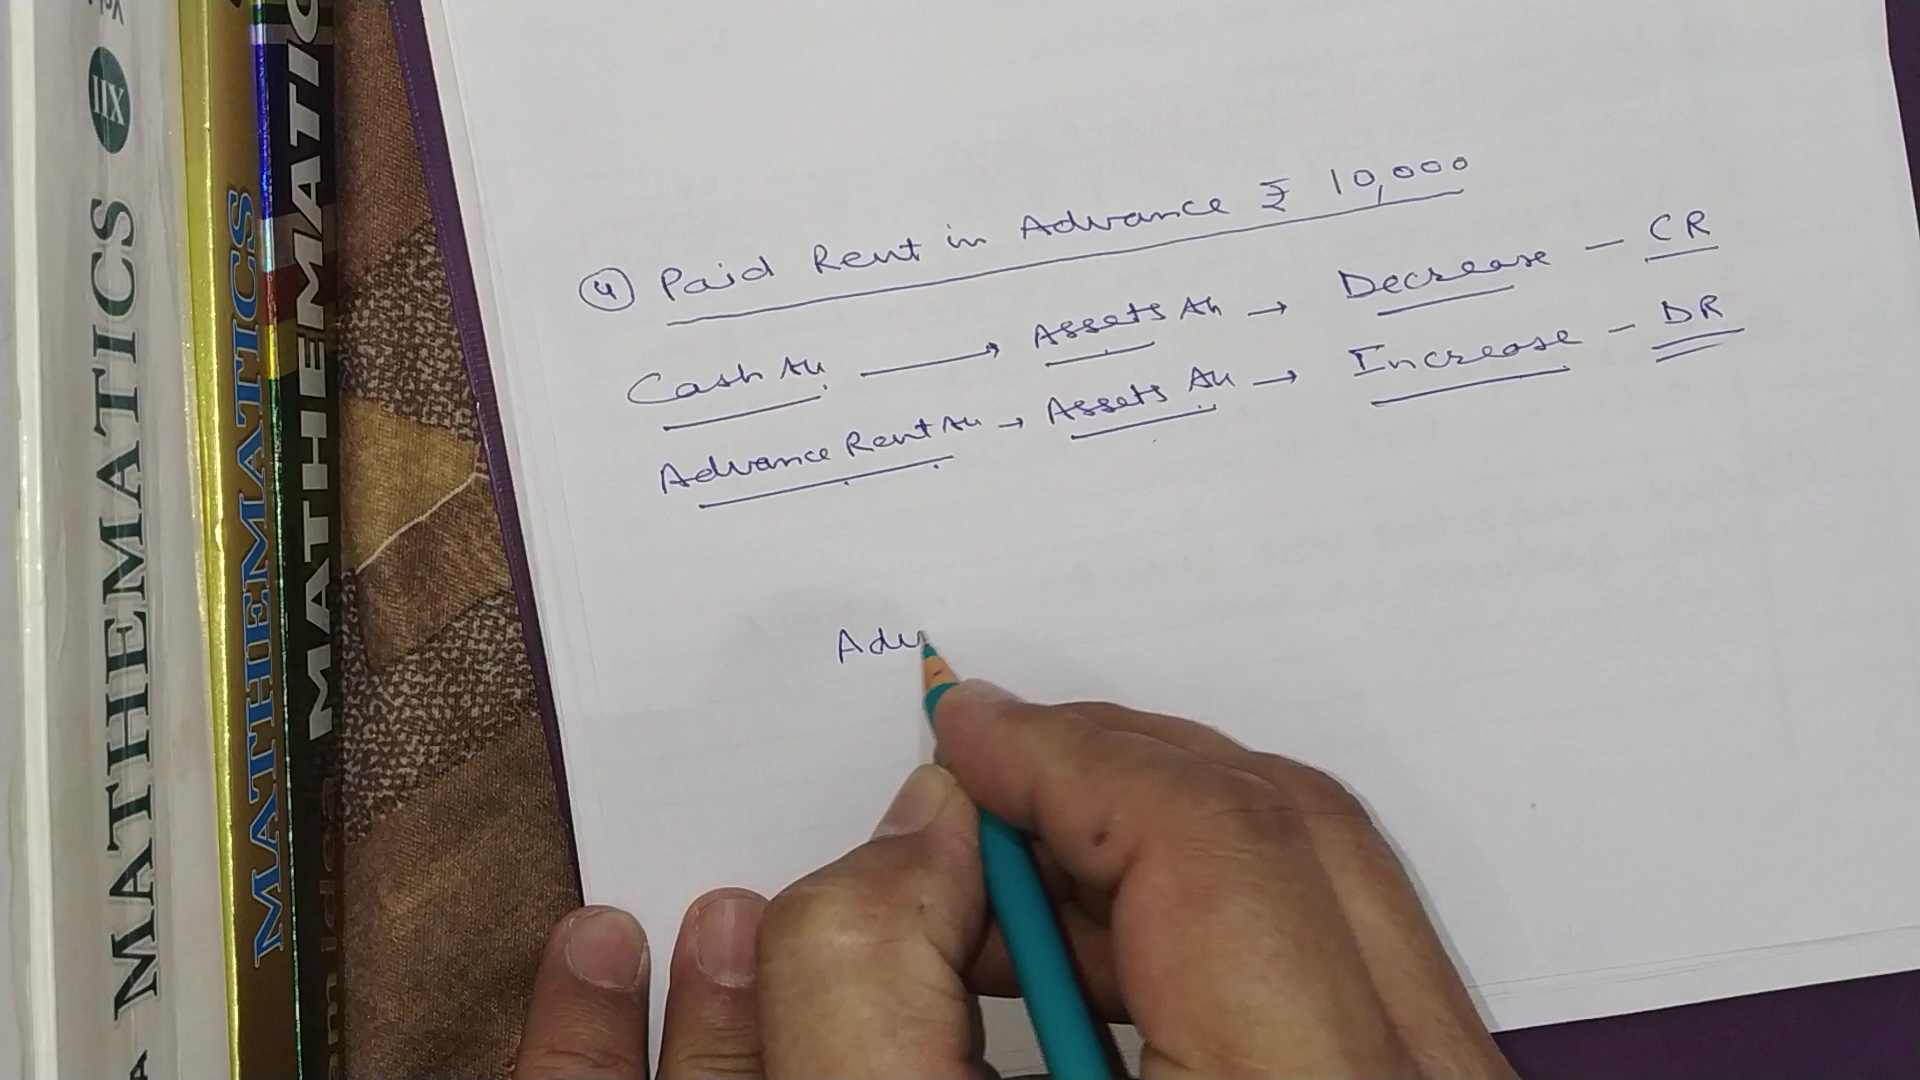 ④ Paid Rent in Advance ₹ 10,000
Cash A/c → Assets A/c → Decrease - CR
Advance Rent A/c → Assets A/c → Increase - DR
Adv
XII
MATHEMATICS
MATHEMATICS
MATHEMATIC